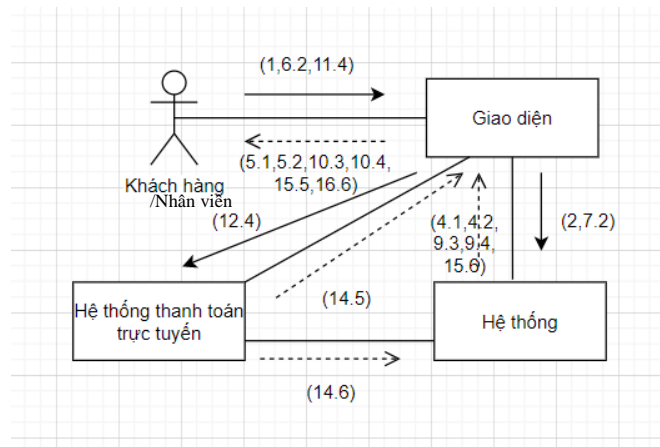 (1,6.2,11.4)
Giao diện
(5.1,5.2,10.3,10.4,
15.5,16.6)
Khách hàng
/Nhân viên
(12.4)
(4.1,4.2,
9.3,9.4,
15.6)
(2,7.2)
Hệ thống thanh toán
trực tuyến
(14.5)
Hệ thống
(14.6)